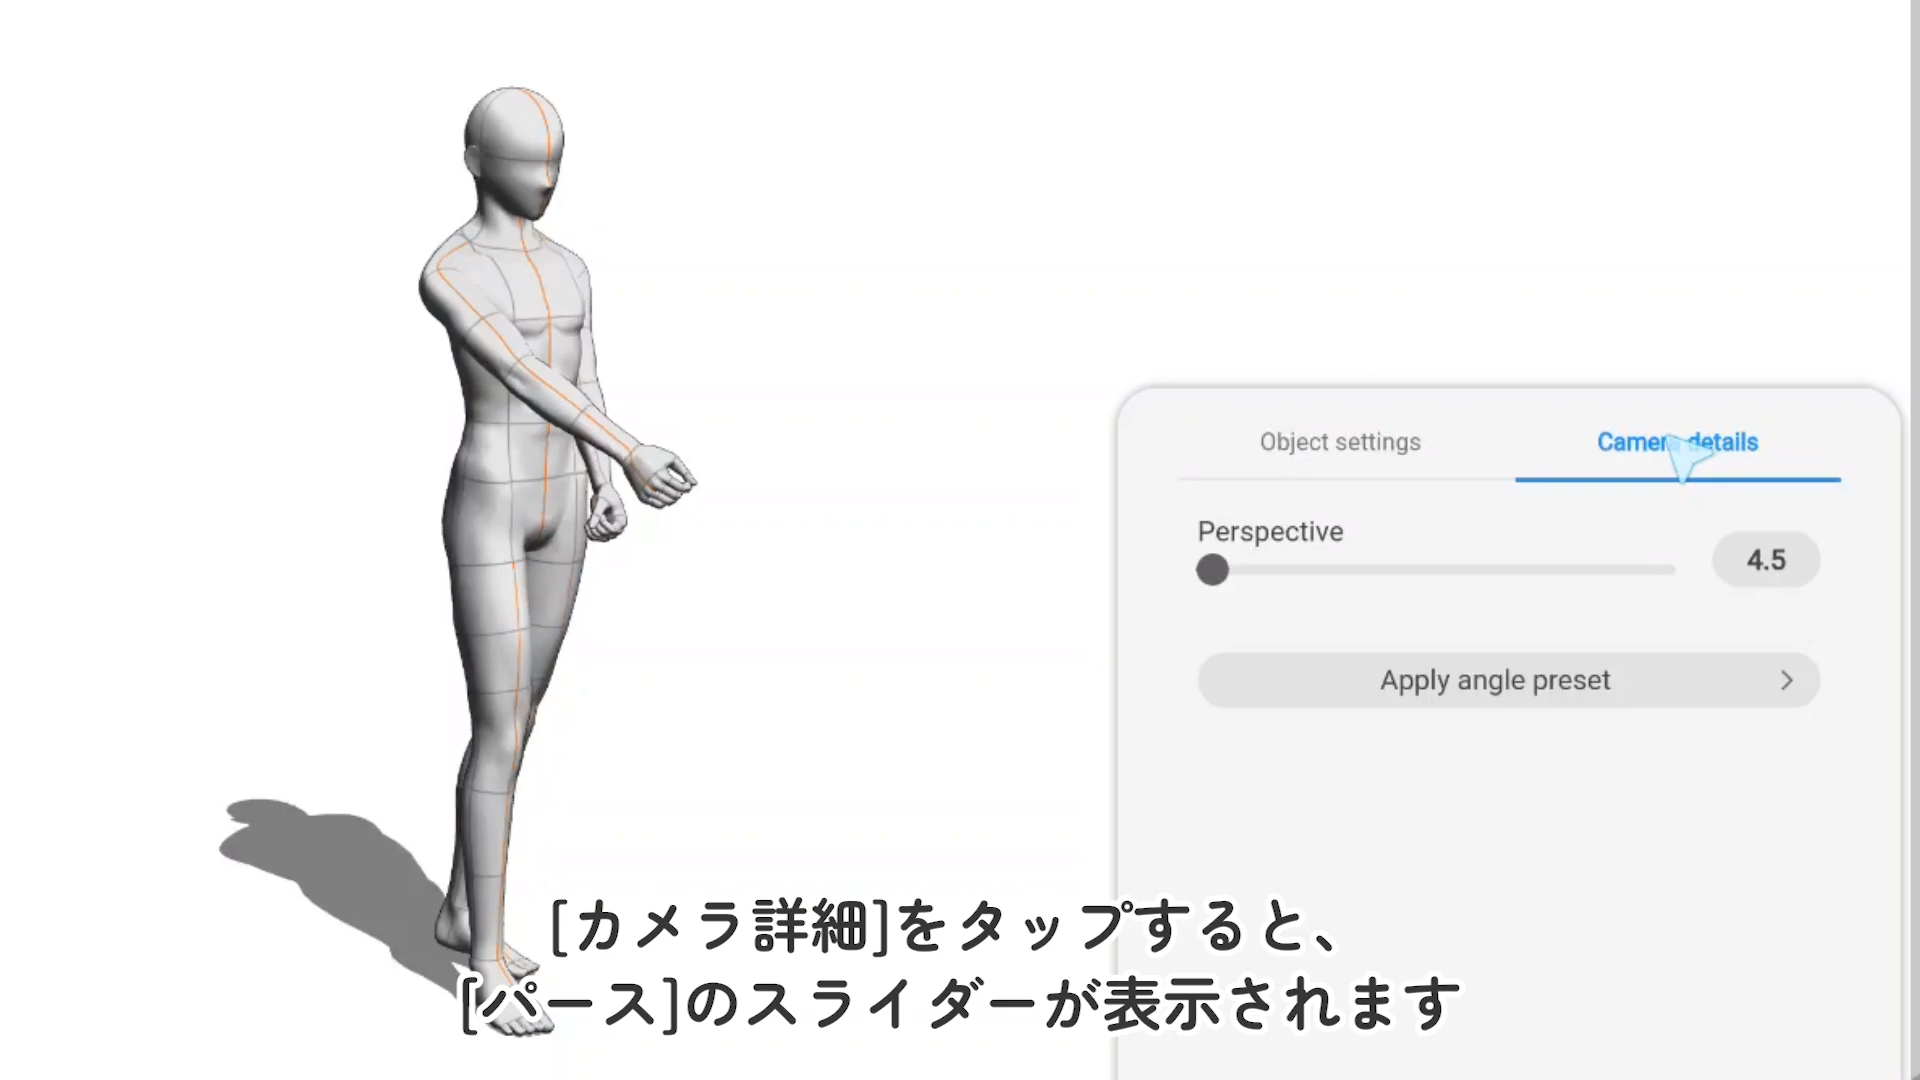 Object settings
Camera details
Perspective
4.5
Apply angle preset
[カメラ詳細]をタップすると、
[パース]のスライダーが表示されます